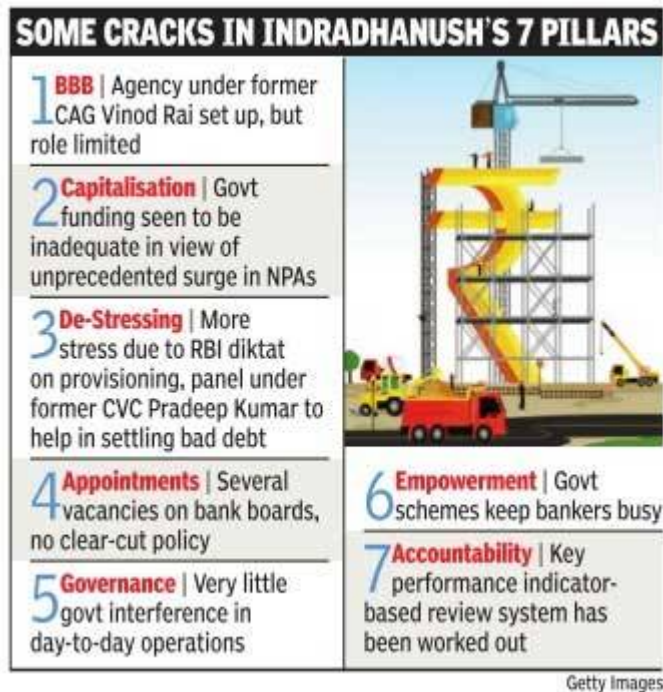 SOME CRACKS IN INDRADHANUSH'S 7 PILLARS
1 BBB | Agency under former
CAG Vinod Rai set up, but
role limited
2 Capitalisation | Govt
funding seen to be
inadequate in view of
unprecedented surge in NPAs
3 De-Stressing | More
stress due to RBI diktat
on provisioning, panel under
former CVC Pradeep Kumar to
help in settling bad debt
4 Appointments | Several
vacancies on bank boards,
no clear-cut policy
5 Governance | Very little
govt interference in
day-to-day operations
6 Empowerment | Govt
schemes keep bankers busy
7 Accountability | Key
performance indicator-
based review system has
been worked out
Getty Images